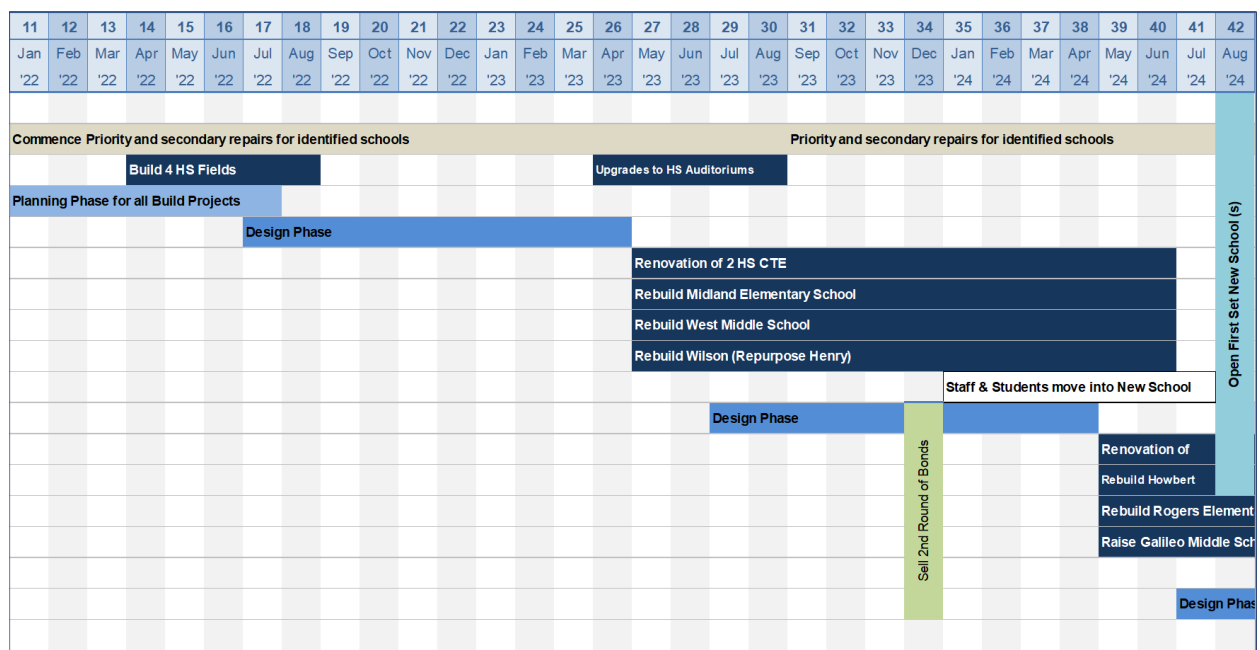 11 12 13 14 15 16 17 18 19 20 21 22 23 24 25 26 27 28 29 30 31 32 33 34 35 36 37 38 39 40 41 42
Jan Feb Mar Apr May Jun Jul Aug Sep Oct Nov Dec Jan Feb Mar Apr May Jun Jul Aug Sep Oct Nov Dec Jan Feb Mar Apr May Jun Jul Aug
'22 '22 '22 '22 '22 '22 '22 '22 '22 '22 '22 '22 '23 '23 '23 '23 '23 '23 '23 '23 '23 '23 '23 '23 '24 '24 '24 '24 '24 '24 '24 '24
Commence Priority and secondary repairs for identified schools Priority and secondary repairs for identified schools
Build 4 HS Fields Upgrades to HS Auditoriums
Planning Phase for all Build Projects
Design Phase
Renovation of 2 HS CTE
Rebuild Midland Elementary School
Rebuild West Middle School
Rebuild Wilson (Repurpose Henry)
Open First Set New School (s)
Staff & Students move into New School
Design Phase
Sell 2nd Round of Bonds
Renovation of
Rebuild Howbert
Rebuild Rogers Element
Raise Galileo Middle Sch
Design Phas